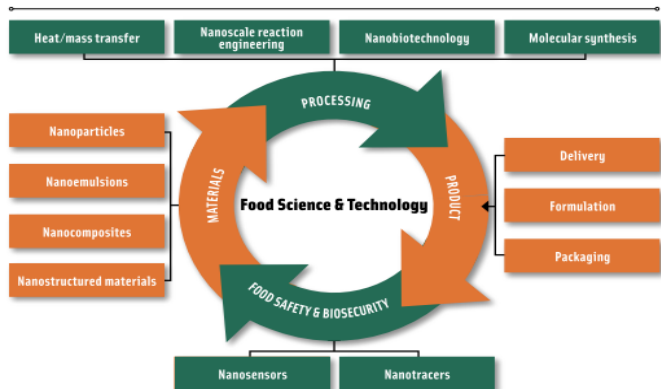 Heat/mass transfer
Nanoscale reaction
engineering
Nanobiotechnology
Molecular synthesis
PROCESSING
Nanoparticles
Nanoemulsions
Nanocomposites
Nanostructured materials
MATERIALS
Food Science & Technology
PRODUCT
Delivery
Formulation
Packaging
FOOD SAFETY & BIOSECURITY
Nanosensors
Nanotracers